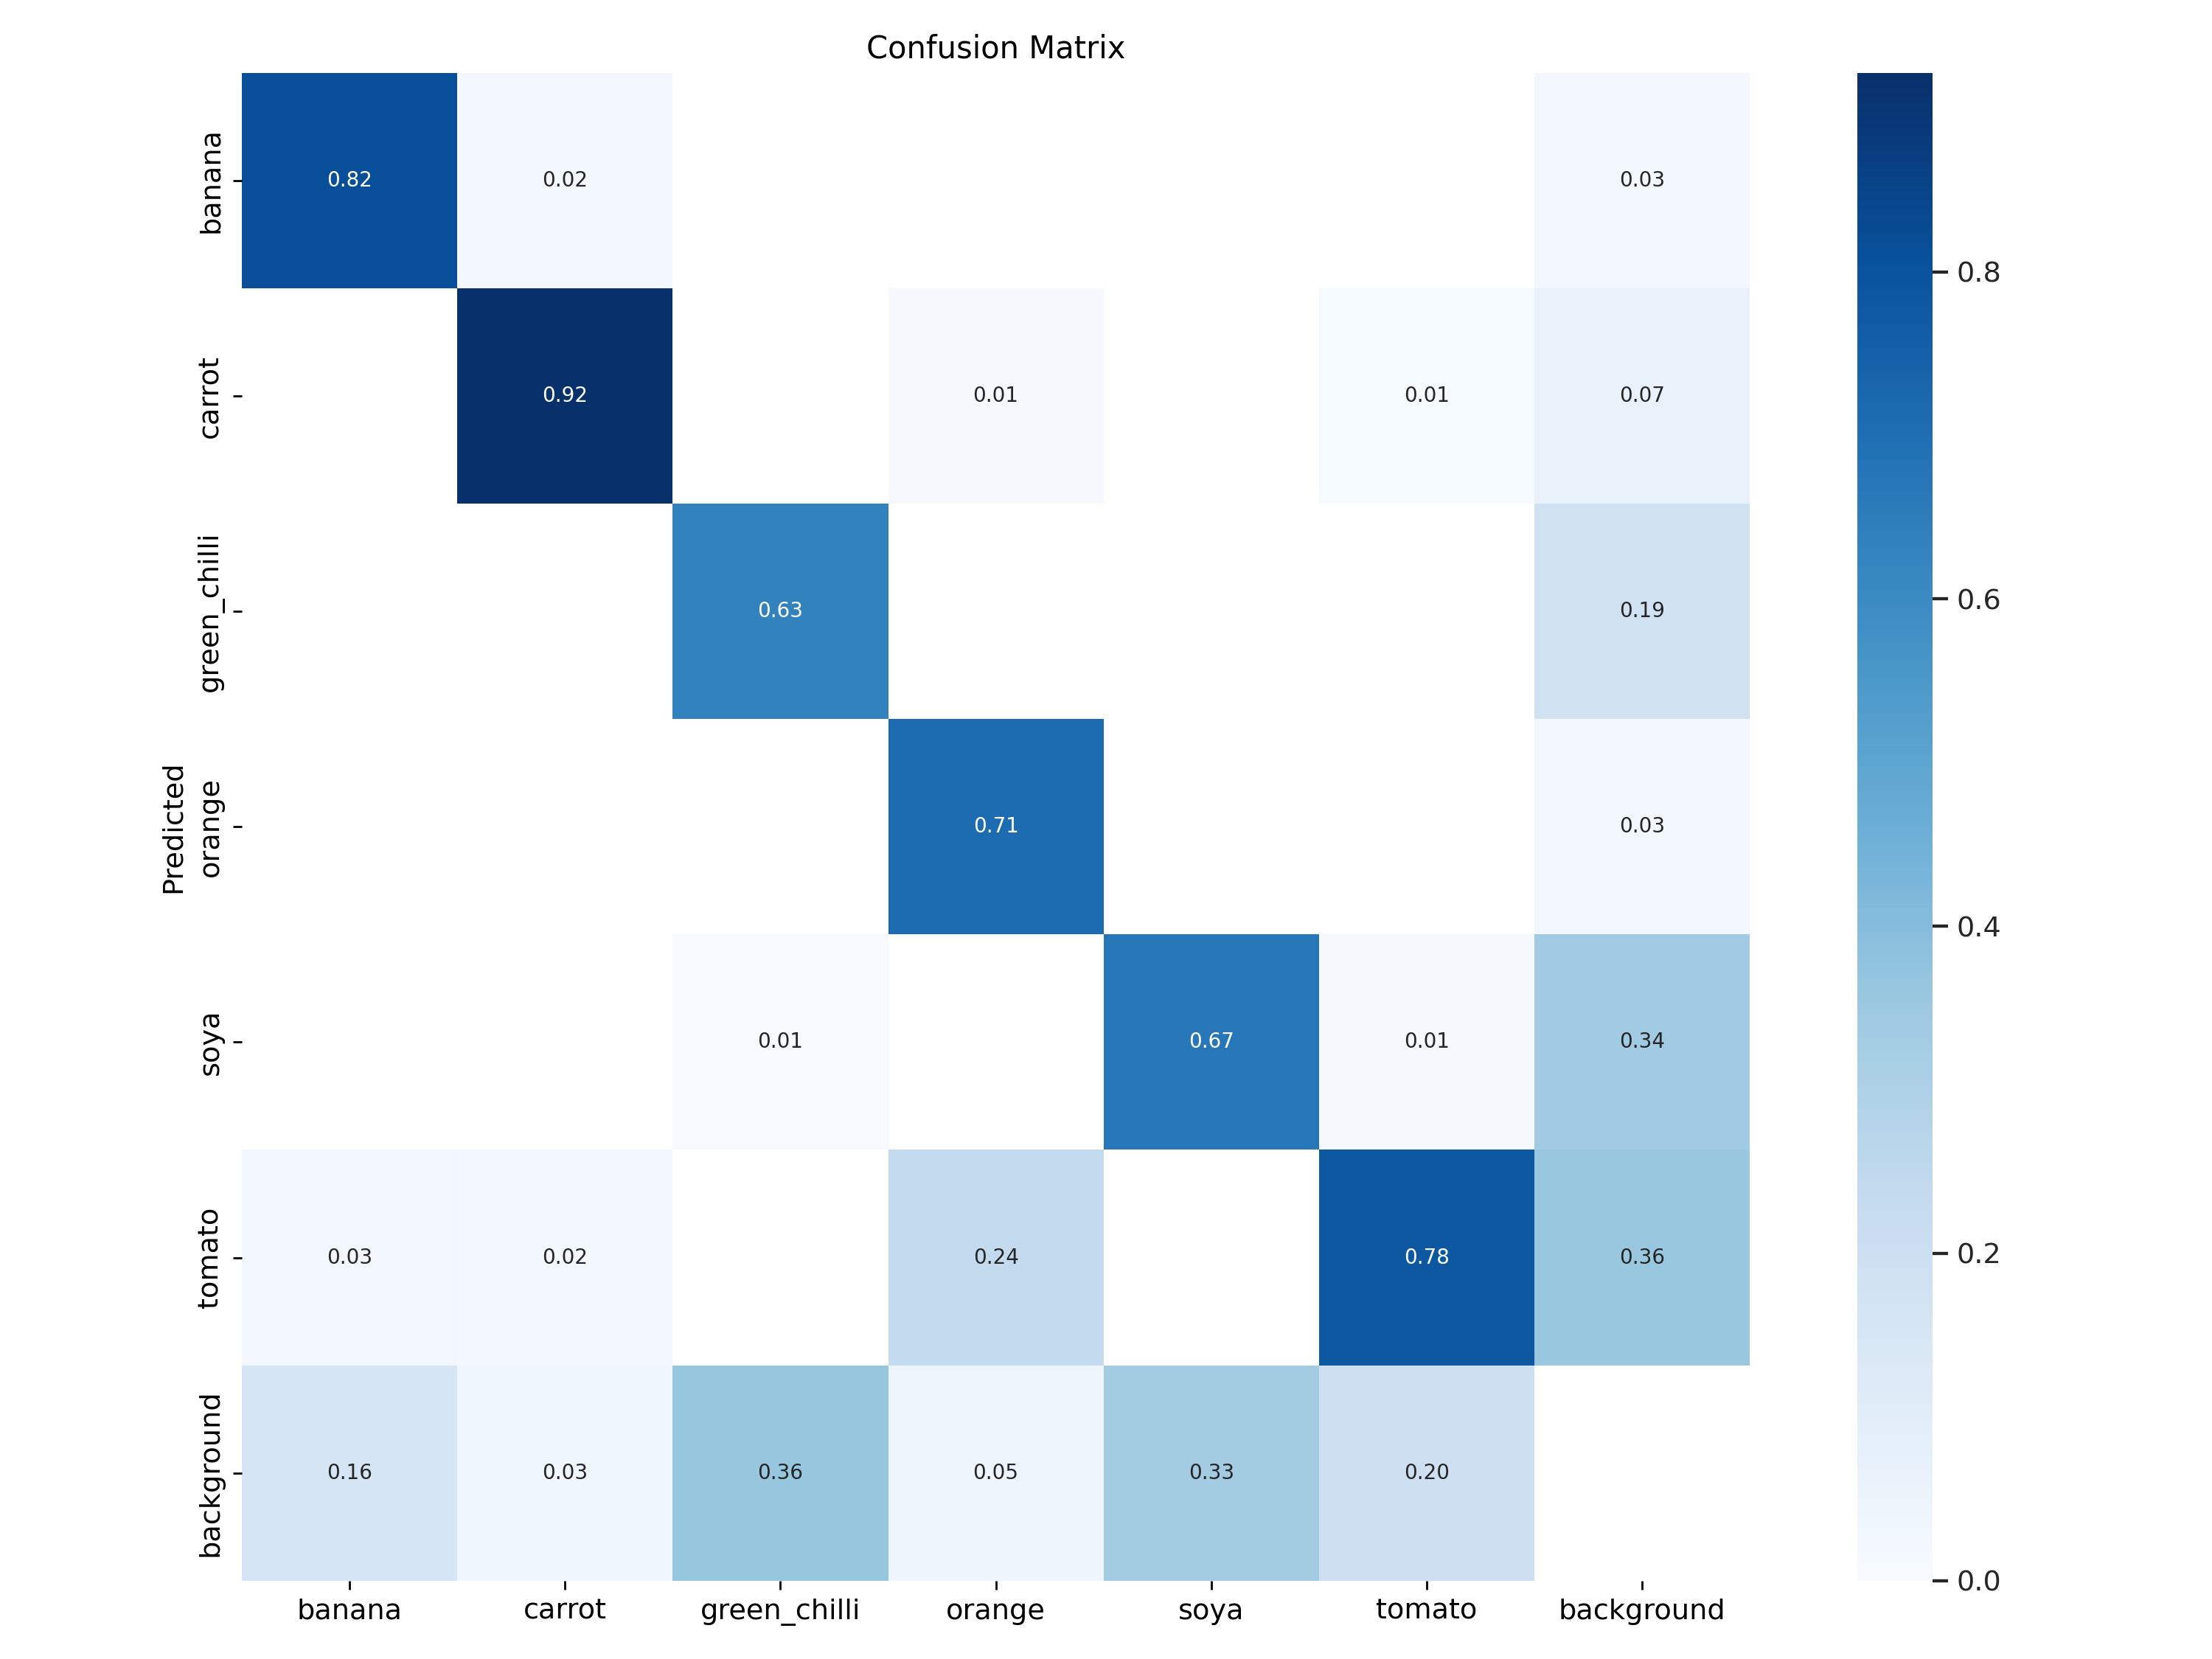 Confusion Matrix
banana 0.82 0.02 0.03
0.8
carrot 0.92 0.01 0.01 0.07
0.6
green_chilli 0.63 0.19
Predicted
orange 0.71 0.03
0.4
soya 0.01 0.67 0.01 0.34
0.2
tomato 0.03 0.02 0.24 0.78 0.36
background 0.16 0.03 0.36 0.05 0.33 0.20
0.0
banana carrot green_chilli orange soya tomato background